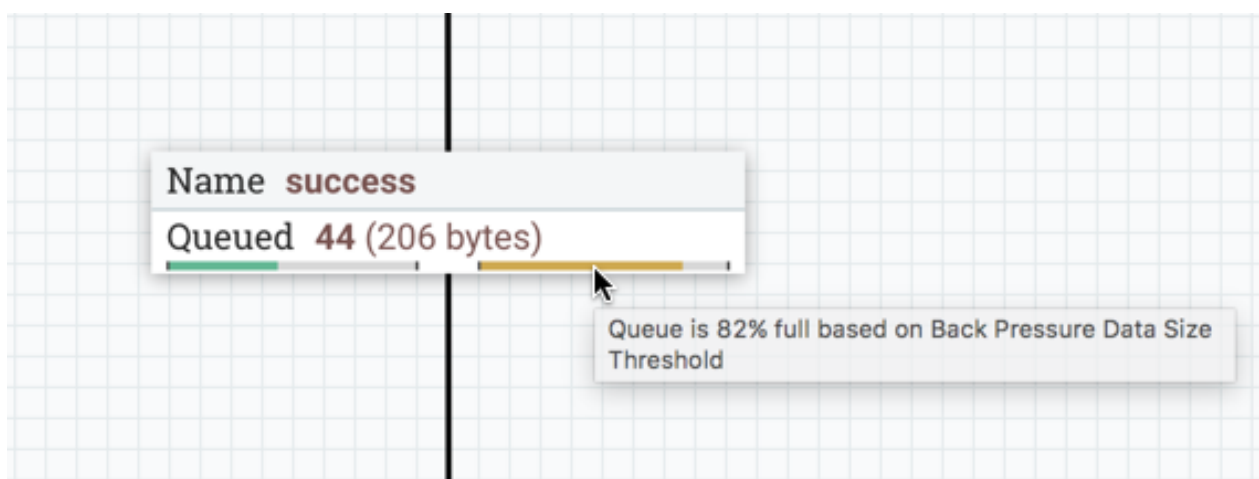 Name success
Queued 44 (206 bytes)
Queue is 82% full based on Back Pressure Data Size
Threshold